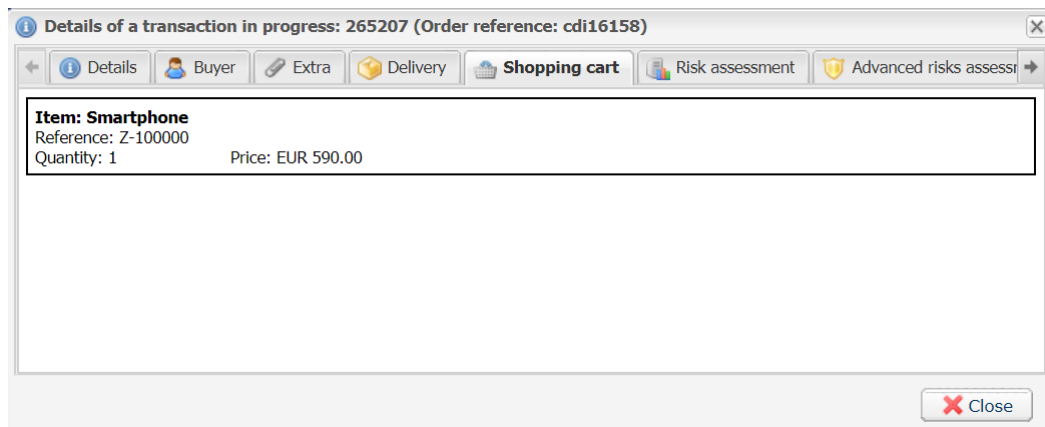 Details of a transaction in progress: 265207 (Order reference: cdi16158)
Details Buyer Extra Delivery Shopping cart Risk assessment Advanced risks
Item: Smartphone
Reference: Z-100000
Quantity: 1 Price: EUR 590.00
Close